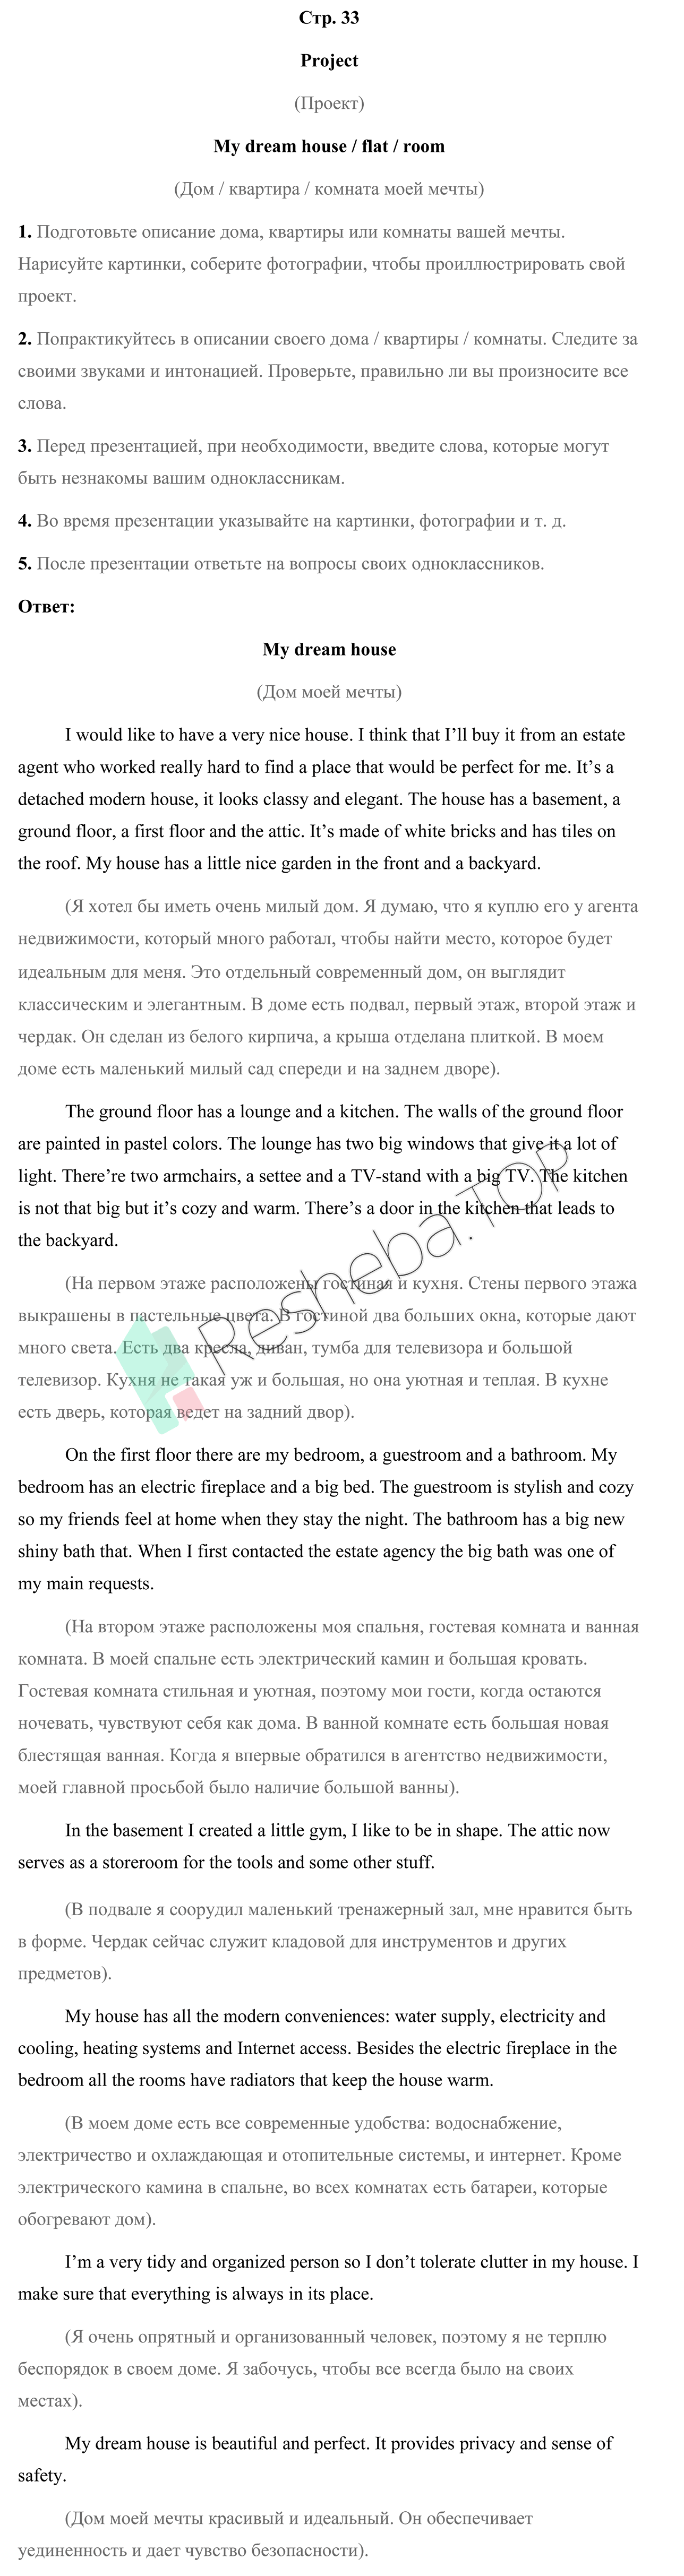 Стр. 33
Project
(Проект)
My dream house / flat / room
(Дом / квартира / комната моей мечты)
1. Подготовьте описание дома, квартиры или комнаты вашей мечты.
Нарисуйте картинки, соберите фотографии, чтобы проиллюстрировать свой
проект.
2. Попрактикуйтесь в описании своего дома / квартиры / комнаты. Следите за
своими звуками и интонацией. Проверьте, правильно ли вы произносите все
слова.
3. Перед презентацией, при необходимости, введите слова, которые могут
быть незнакомы вашим одноклассникам.
4. Во время презентации указывайте на картинки, фотографии и т. д.
5. После презентации ответьте на вопросы своих одноклассников.
Ответ:
My dream house
(Дом моей мечты)
I would like to have a very nice house. I think that I’ll buy it from an estate
agent who worked really hard to find a place that would be perfect for me. It’s a
detached modern house, it looks classy and elegant. The house has a basement, a
ground floor, a first floor and the attic. It’s made of white bricks and has tiles on
the roof. My house has a little nice garden in the front and a backyard.
(Я хотел бы иметь очень милый дом. Я думаю, что я куплю его у агента
недвижимости, который много работал, чтобы найти место, которое будет
идеальным для меня. Это отдельный современный дом, он выглядит
классическим и элегантным. В доме есть подвал, первый этаж, второй этаж и
чердак. Он сделан из белого кирпича, а крыша отделана плиткой. В моем
доме есть маленький милый сад спереди и на заднем дворе).
The ground floor has a lounge and a kitchen. The walls of the ground floor
are painted in pastel colors. The lounge has two big windows that give it a lot of
light. There’re two armchairs, a settee and a TV-stand with a big TV. The kitchen
is not that big but it’s cozy and warm. There’s a door in the kitchen that leads to
the backyard.
(На первом этаже расположены гостиная и кухня. Стены первого этажа
выкрашены в пастельные цвета. В гостиной два больших окна, которые дают
много света. Есть два кресла, диван, тумба для телевизора и большой
телевизор. Кухня не такая уж и большая, но она уютная и теплая. В кухне
есть дверь, которая ведет на задний двор).
Resheba.TOP
On the first floor there are my bedroom, a guestroom and a bathroom. My
bedroom has an electric fireplace and a big bed. The guestroom is stylish and cozy
so my friends feel at home when they stay the night. The bathroom has a big new
shiny bath that. When I first contacted the estate agency the big bath was one of
my main requests.
(На втором этаже расположены моя спальня, гостевая комната и ванная
комната. В моей спальне есть электрический камин и большая кровать.
Гостевая комната стильная и уютная, поэтому мои гости, когда остаются
ночевать, чувствуют себя как дома. В ванной комнате есть большая новая
блестящая ванная. Когда я впервые обратился в агентство недвижимости,
моей главной просьбой было наличие большой ванны).
In the basement I created a little gym, I like to be in shape. The attic now
serves as a storeroom for the tools and some other stuff.
(В подвале я соорудил маленький тренажерный зал, мне нравится быть
в форме. Чердак сейчас служит кладовой для инструментов и других
предметов).
My house has all the modern conveniences: water supply, electricity and
cooling, heating systems and Internet access. Besides the electric fireplace in the
bedroom all the rooms have radiators that keep the house warm.
(В моем доме есть все современные удобства: водоснабжение,
электричество и охлаждающая и отопительные системы, и интернет. Кроме
электрического камина в спальне, во всех комнатах есть батареи, которые
обогревают дом).
I’m a very tidy and organized person so I don’t tolerate clutter in my house. I
make sure that everything is always in its place.
(Я очень опрятный и организованный человек, поэтому я не терплю
беспорядок в своем доме. Я забочусь, чтобы все всегда было на своих
местах).
My dream house is beautiful and perfect. It provides privacy and sense of
safety.
(Дом моей мечты красивый и идеальный. Он обеспечивает
уединенность и дает чувство безопасности).